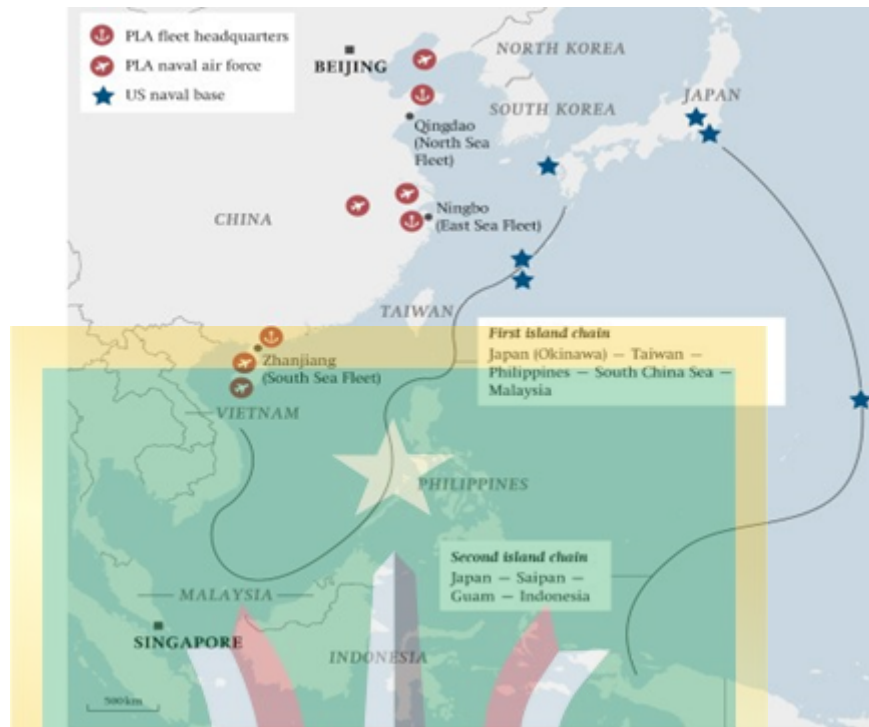 PLA fleet headquarters
PLA naval air force
US naval base
BEIJING
NORTH KOREA
SOUTH KOREA
JAPAN
Qingdao
(North Sea
Fleet)
CHINA
Ningbo
(East Sea Fleet)
TAIWAN
First island chain
Japan (Okinawa) — Taiwan —
Philippines — South China Sea —
Malaysia
Zhanjiang
(South Sea Fleet)
VIETNAM
PHILIPPINES
Second island chain
Japan — Saipan —
Guam — Indonesia
MALAYSIA
SINGAPORE
INDONESIA
500 km